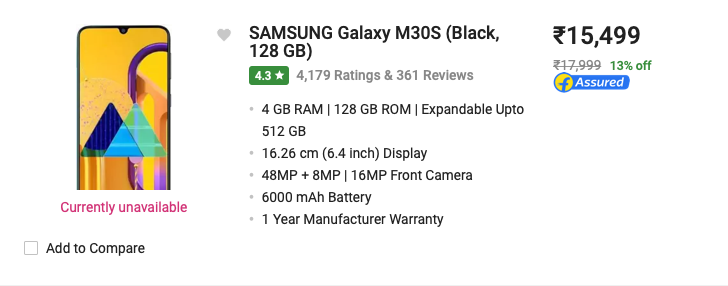 SAMSUNG Galaxy M30S (Black,
128 GB)
4.3 ★ 4,179 Ratings & 361 Reviews
• 4 GB RAM | 128 GB ROM | Expandable Upto
512 GB
• 16.26 cm (6.4 inch) Display
• 48MP + 8MP | 16MP Front Camera
• 6000 mAh Battery
• 1 Year Manufacturer Warranty
₹15,499
₹17,999 13% off
f Assured
Currently unavailable
Add to Compare